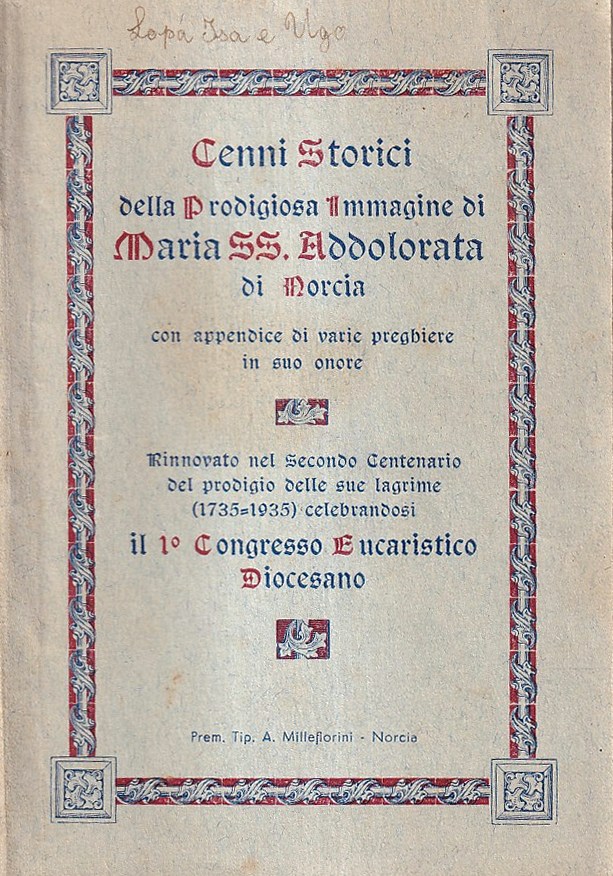 Lopá Isa e Ugo
Cenni Storici
della Prodigiosa Immagine di
Maria SS. Addolorata
di Norcia
con appendice di varie preghiere
in suo onore
Rinnovato nel Secondo Centenario
del prodigio delle sue lagrime
(1735=1935) celebrandosi
il 1º Congresso Eucaristico
Diocesano
Prem. Tip. A. Milleflorini - Norcia